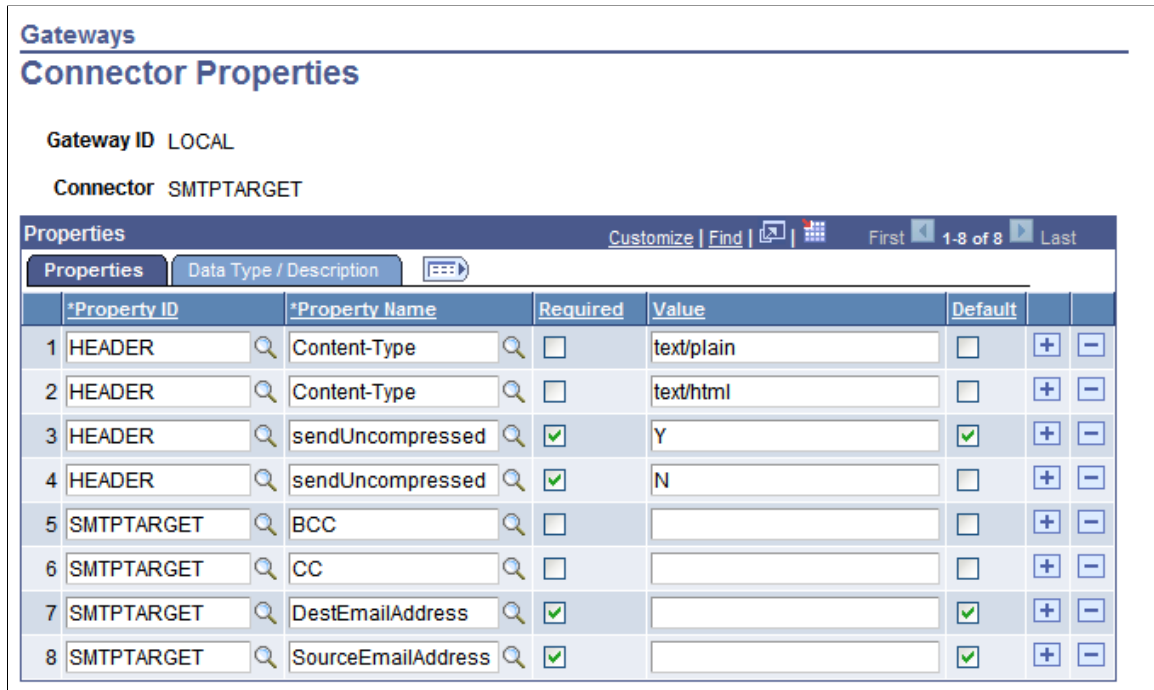 Gateways
Connector Properties
Gateway ID LOCAL
Connector SMTPTARGET
Properties Customize | Find | | First 1-8 of 8 Last
Properties Data Type / Description
*Property ID *Property Name Required Value Default
1 HEADER Content-Type text/plain
2 HEADER Content-Type text/html
3 HEADER sendUncompressed Y
4 HEADER sendUncompressed N
5 SMTPTARGET BCC
6 SMTPTARGET CC
7 SMTPTARGET DestEmailAddress
8 SMTPTARGET SourceEmailAddress